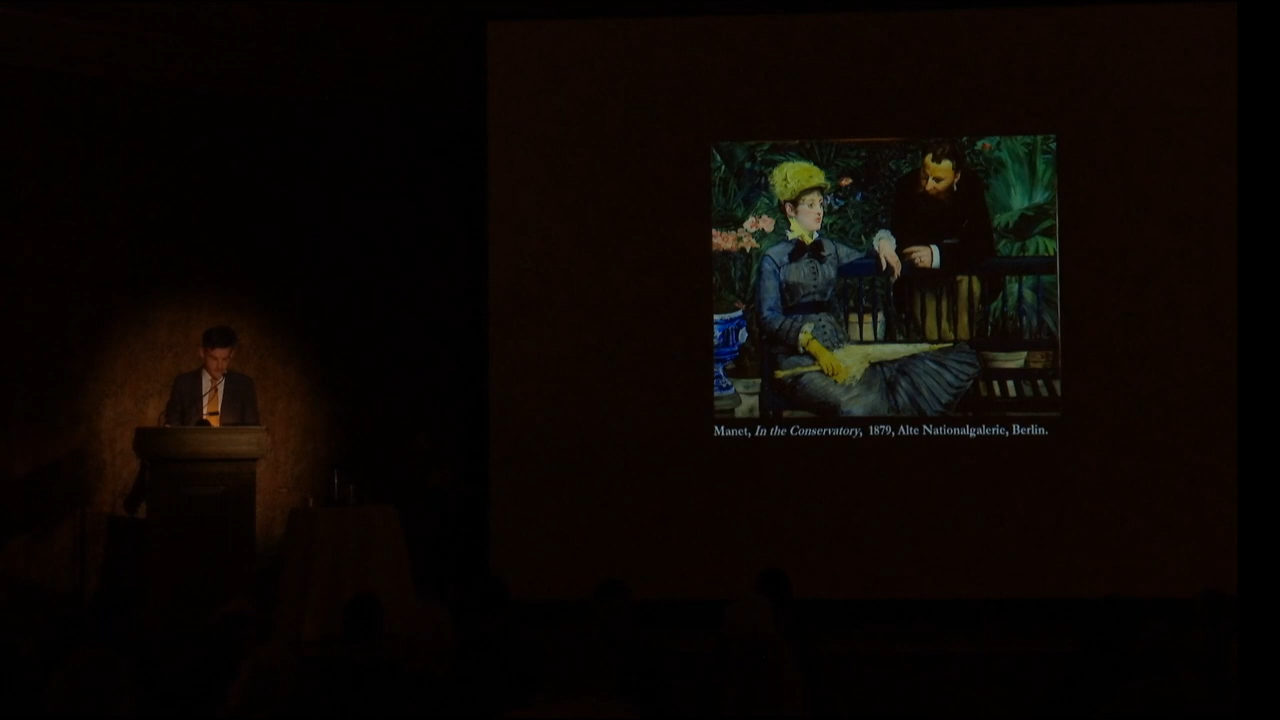 Manet, In the Conservatory, 1879, Alte Nationalgalerie, Berlin.